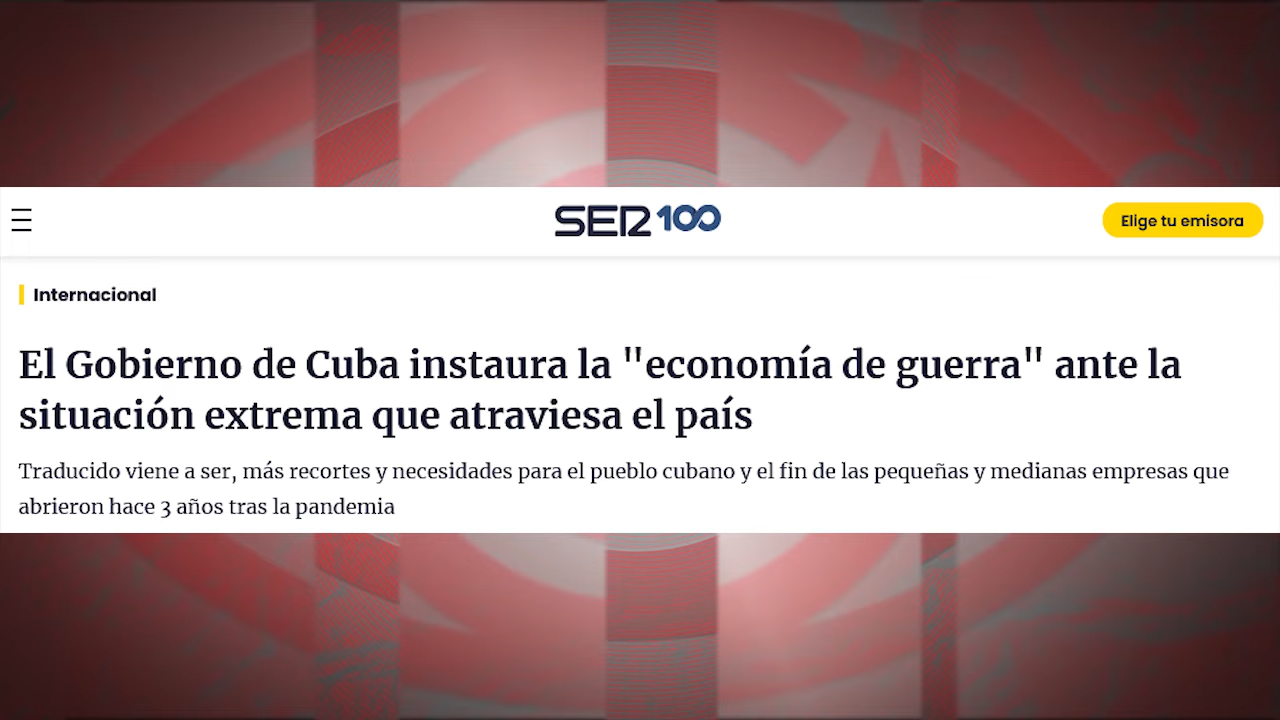 SER 100
Elige tu emisora
Internacional
El Gobierno de Cuba instaura la "economía de guerra" ante la
situación extrema que atraviesa el país
Traducido viene a ser, más recortes y necesidades para el pueblo cubano y el fin de las pequeñas y medianas empresas que
abrieron hace 3 años tras la pandemia